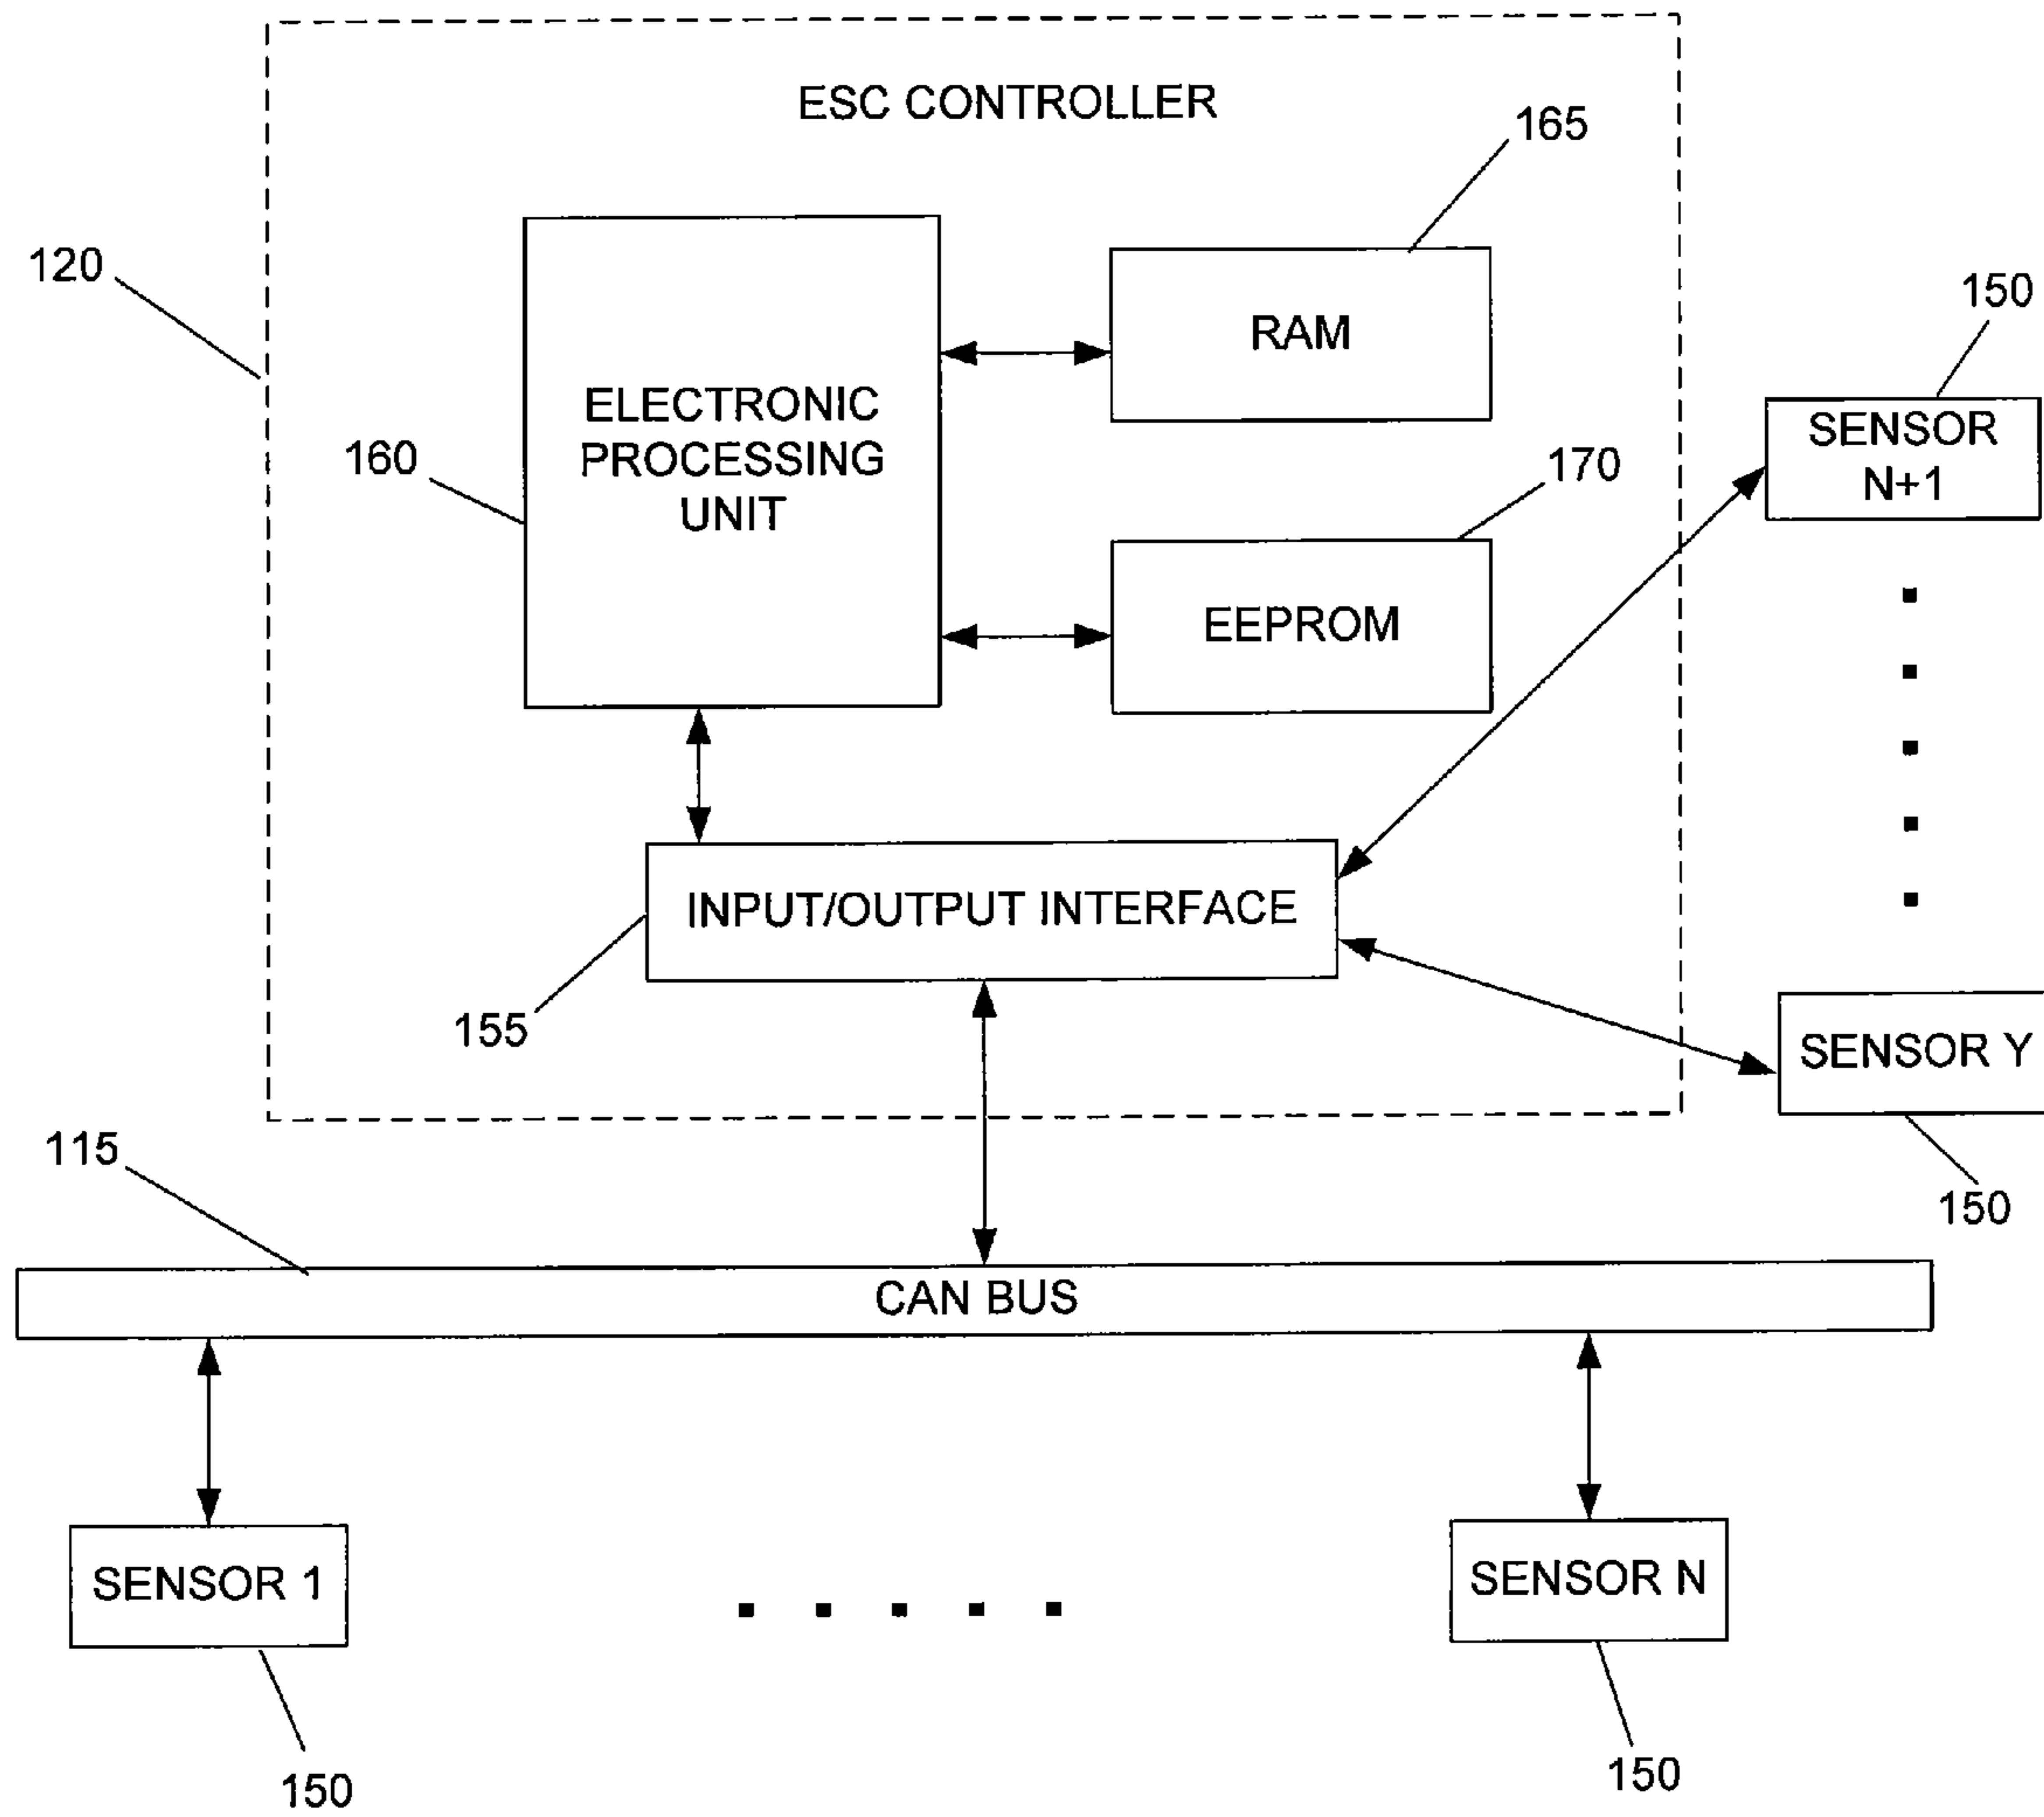 ESC CONTROLLER
165
120
150
RAM
SENSOR
N+1
ELECTRONIC
PROCESSING
UNIT
160
170
EEPROM
INPUT/OUTPUT INTERFACE
155
SENSOR Y
115
150
CAN BUS
SENSOR 1
SENSOR N
150
150